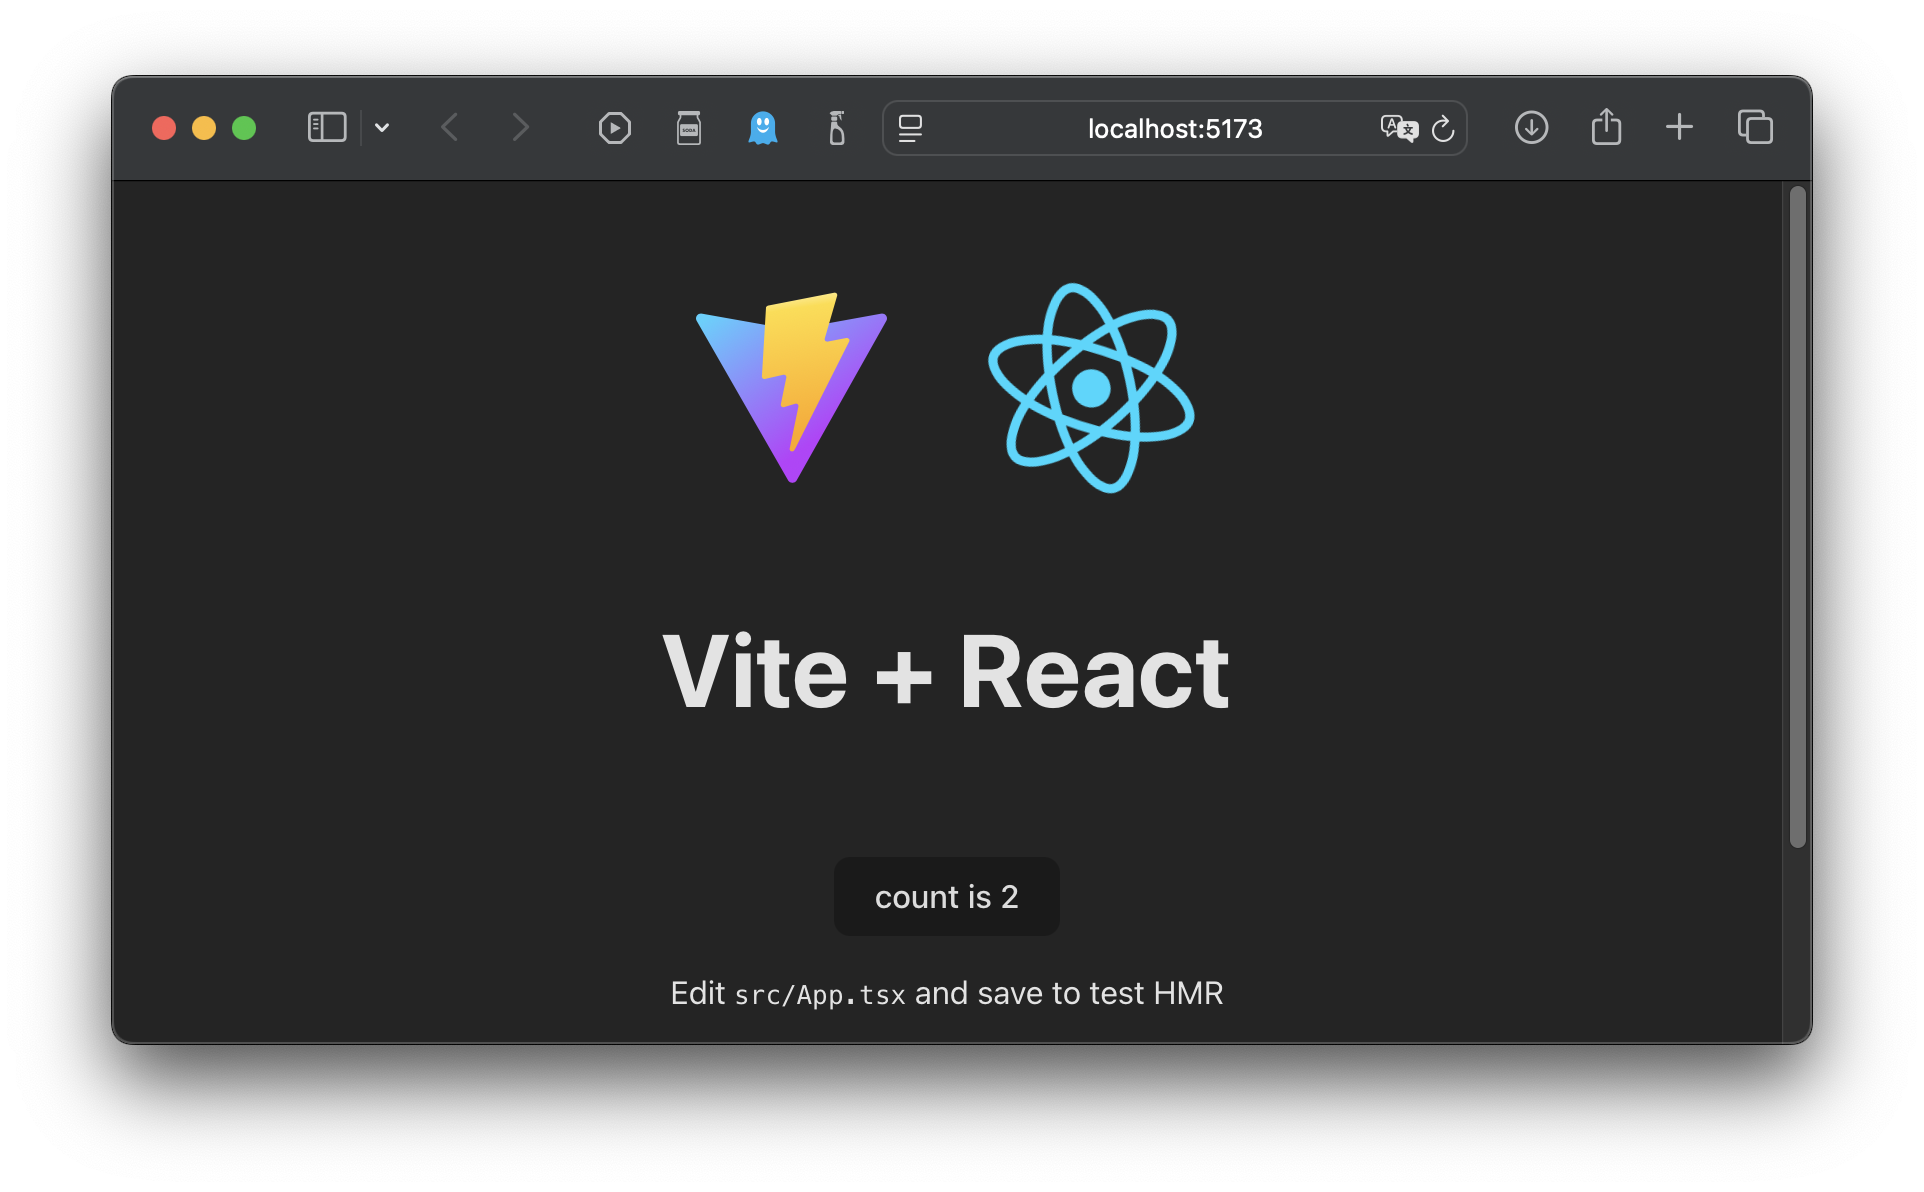 localhost:5173
Vite + React
count is 2
Edit src/App.tsx and save to test HMR